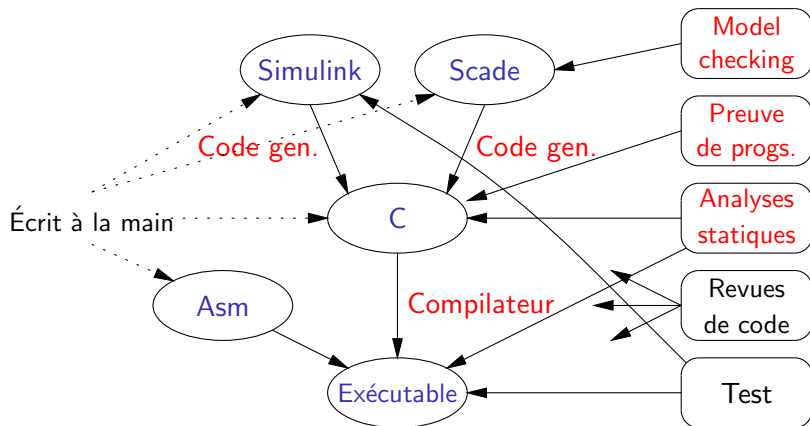 Model
checking
Simulink
Scade
Preuve
de progs.
Code gen.
Code gen.
Analyses
statiques
Écrit à la main
C
Revues
de code
Asm
Compilateur
Exécutable
Test